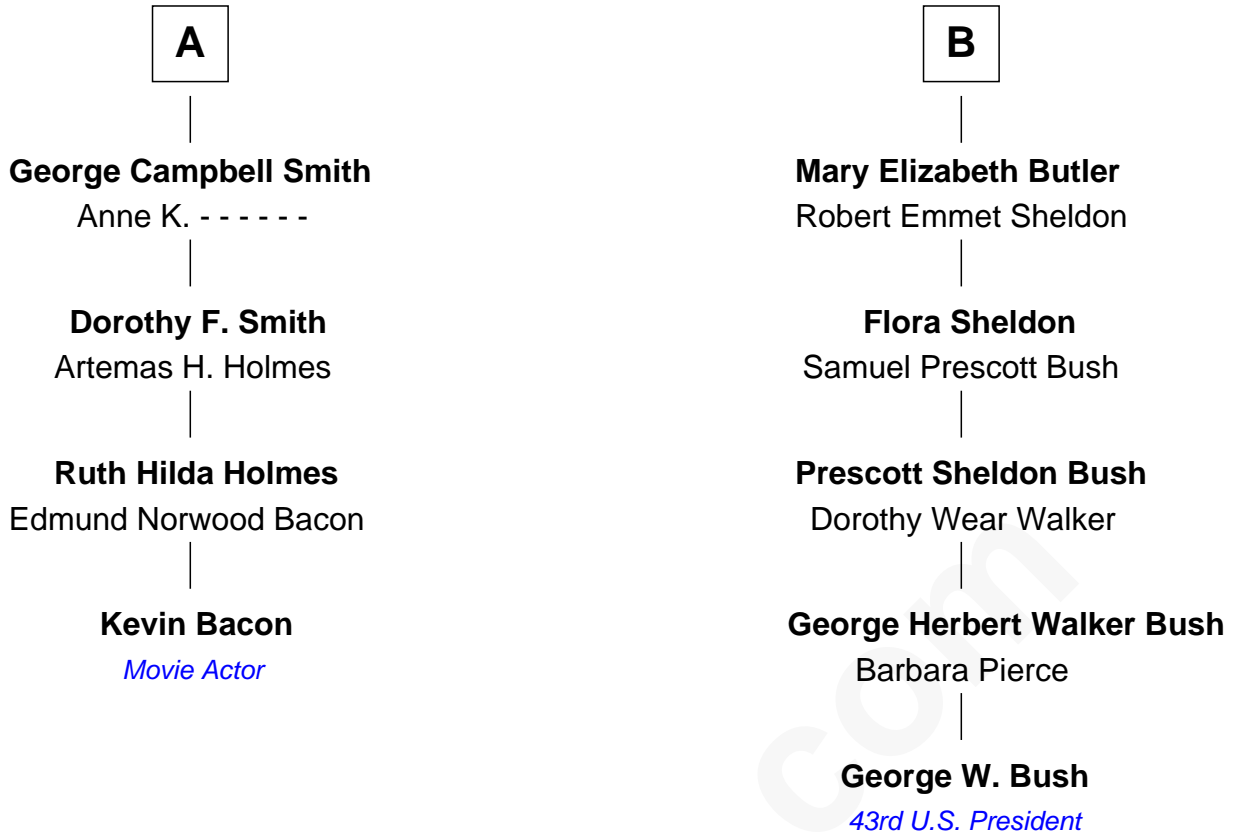 A
George Campbell Smith
Anne K. - - - - - -
Dorothy F. Smith
Artemas H. Holmes
Ruth Hilda Holmes
Edmund Norwood Bacon
Kevin Bacon
Movie Actor
B
Mary Elizabeth Butler
Robert Emmet Sheldon
Flora Sheldon
Samuel Prescott Bush
Prescott Sheldon Bush
Dorothy Wear Walker
George Herbert Walker Bush
Barbara Pierce
George W. Bush
43rd U.S. President
com